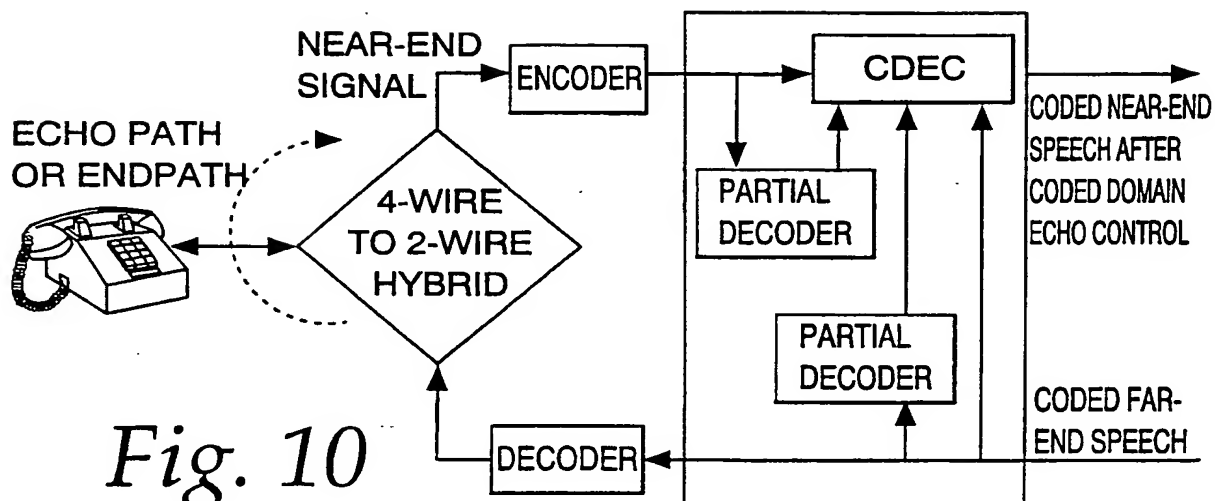 NEAR-END
SIGNAL
ENCODER
CDEC
ECHO PATH
OR ENDPATH
CODED NEAR-END
SPEECH AFTER
CODED DOMAIN
ECHO CONTROL
PARTIAL
DECODER
4-WIRE
TO 2-WIRE
HYBRID
PARTIAL
DECODER
CODED FAR-
END SPEECH
DECODER
Fig. 10